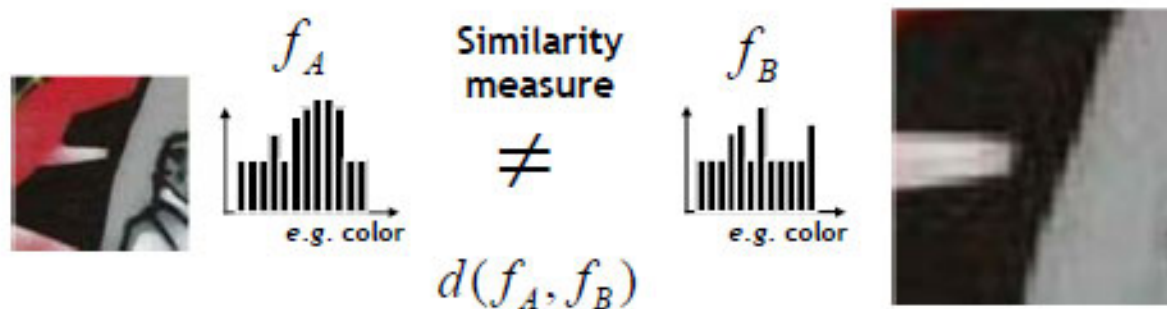 f_A
Similarity
measure
f_B
≠
e.g. color
e.g. color
d(f_A, f_B)